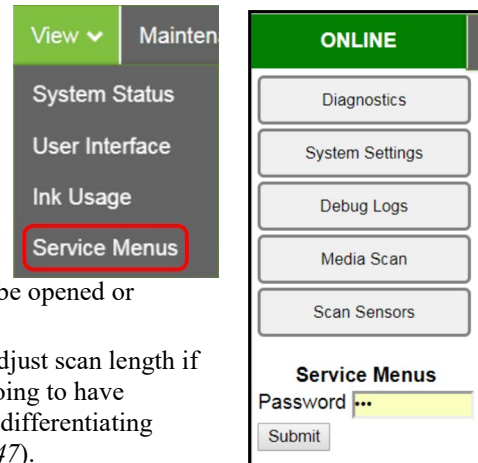 View Mainten
System Status
User Interface
Ink Usage
Service Menus
be opened or
djust scan length if
oing to have
differentiating
47).
ONLINE
Diagnostics
System Settings
Debug Logs
Media Scan
Scan Sensors
Service Menus
Password •••
Submit